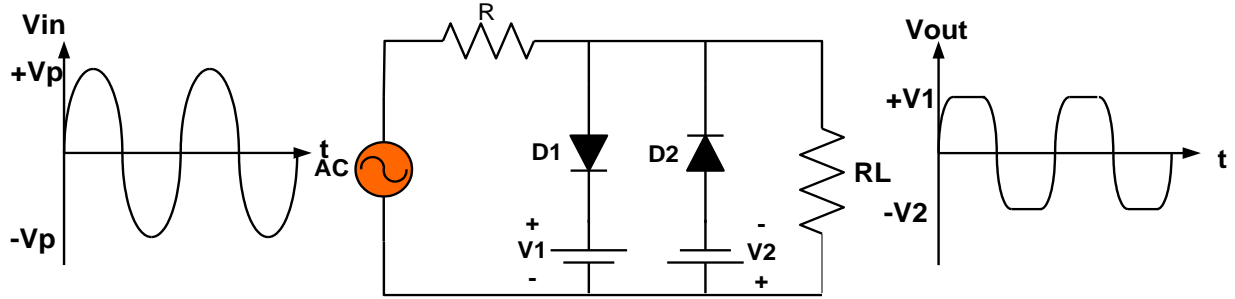 Vin
+Vp
-Vp
t
AC
R
D1
D2
RL
+
V1
-
-
V2
+
Vout
+V1
-V2
t